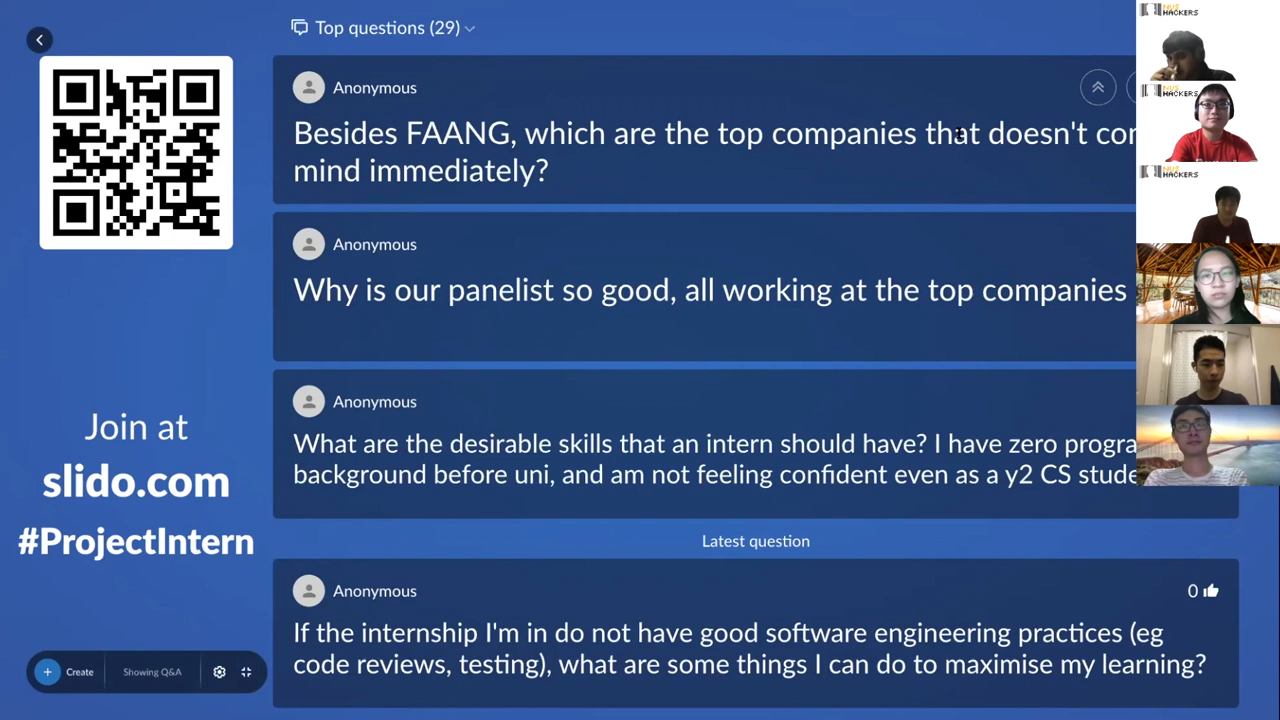 Top questions (29)
NUS
HACKERS
Anonymous
Besides FAANG, which are the top companies that doesn't
mind immediately?
NUS
HACKERS
NUS
HACKERS
Anonymous
Why is our panelist so good, all working at the top companies
Anonymous
What are the desirable skills that an intern should have? I have zero
background before uni, and am not feeling confident even as a y2 CS
Join at
slido.com
#ProjectIntern
Latest question
Anonymous
0
If the internship I'm in do not have good software engineering practices (eg
code reviews, testing), what are some things I can do to maximise my learning?
+ Create
Showing Q&A